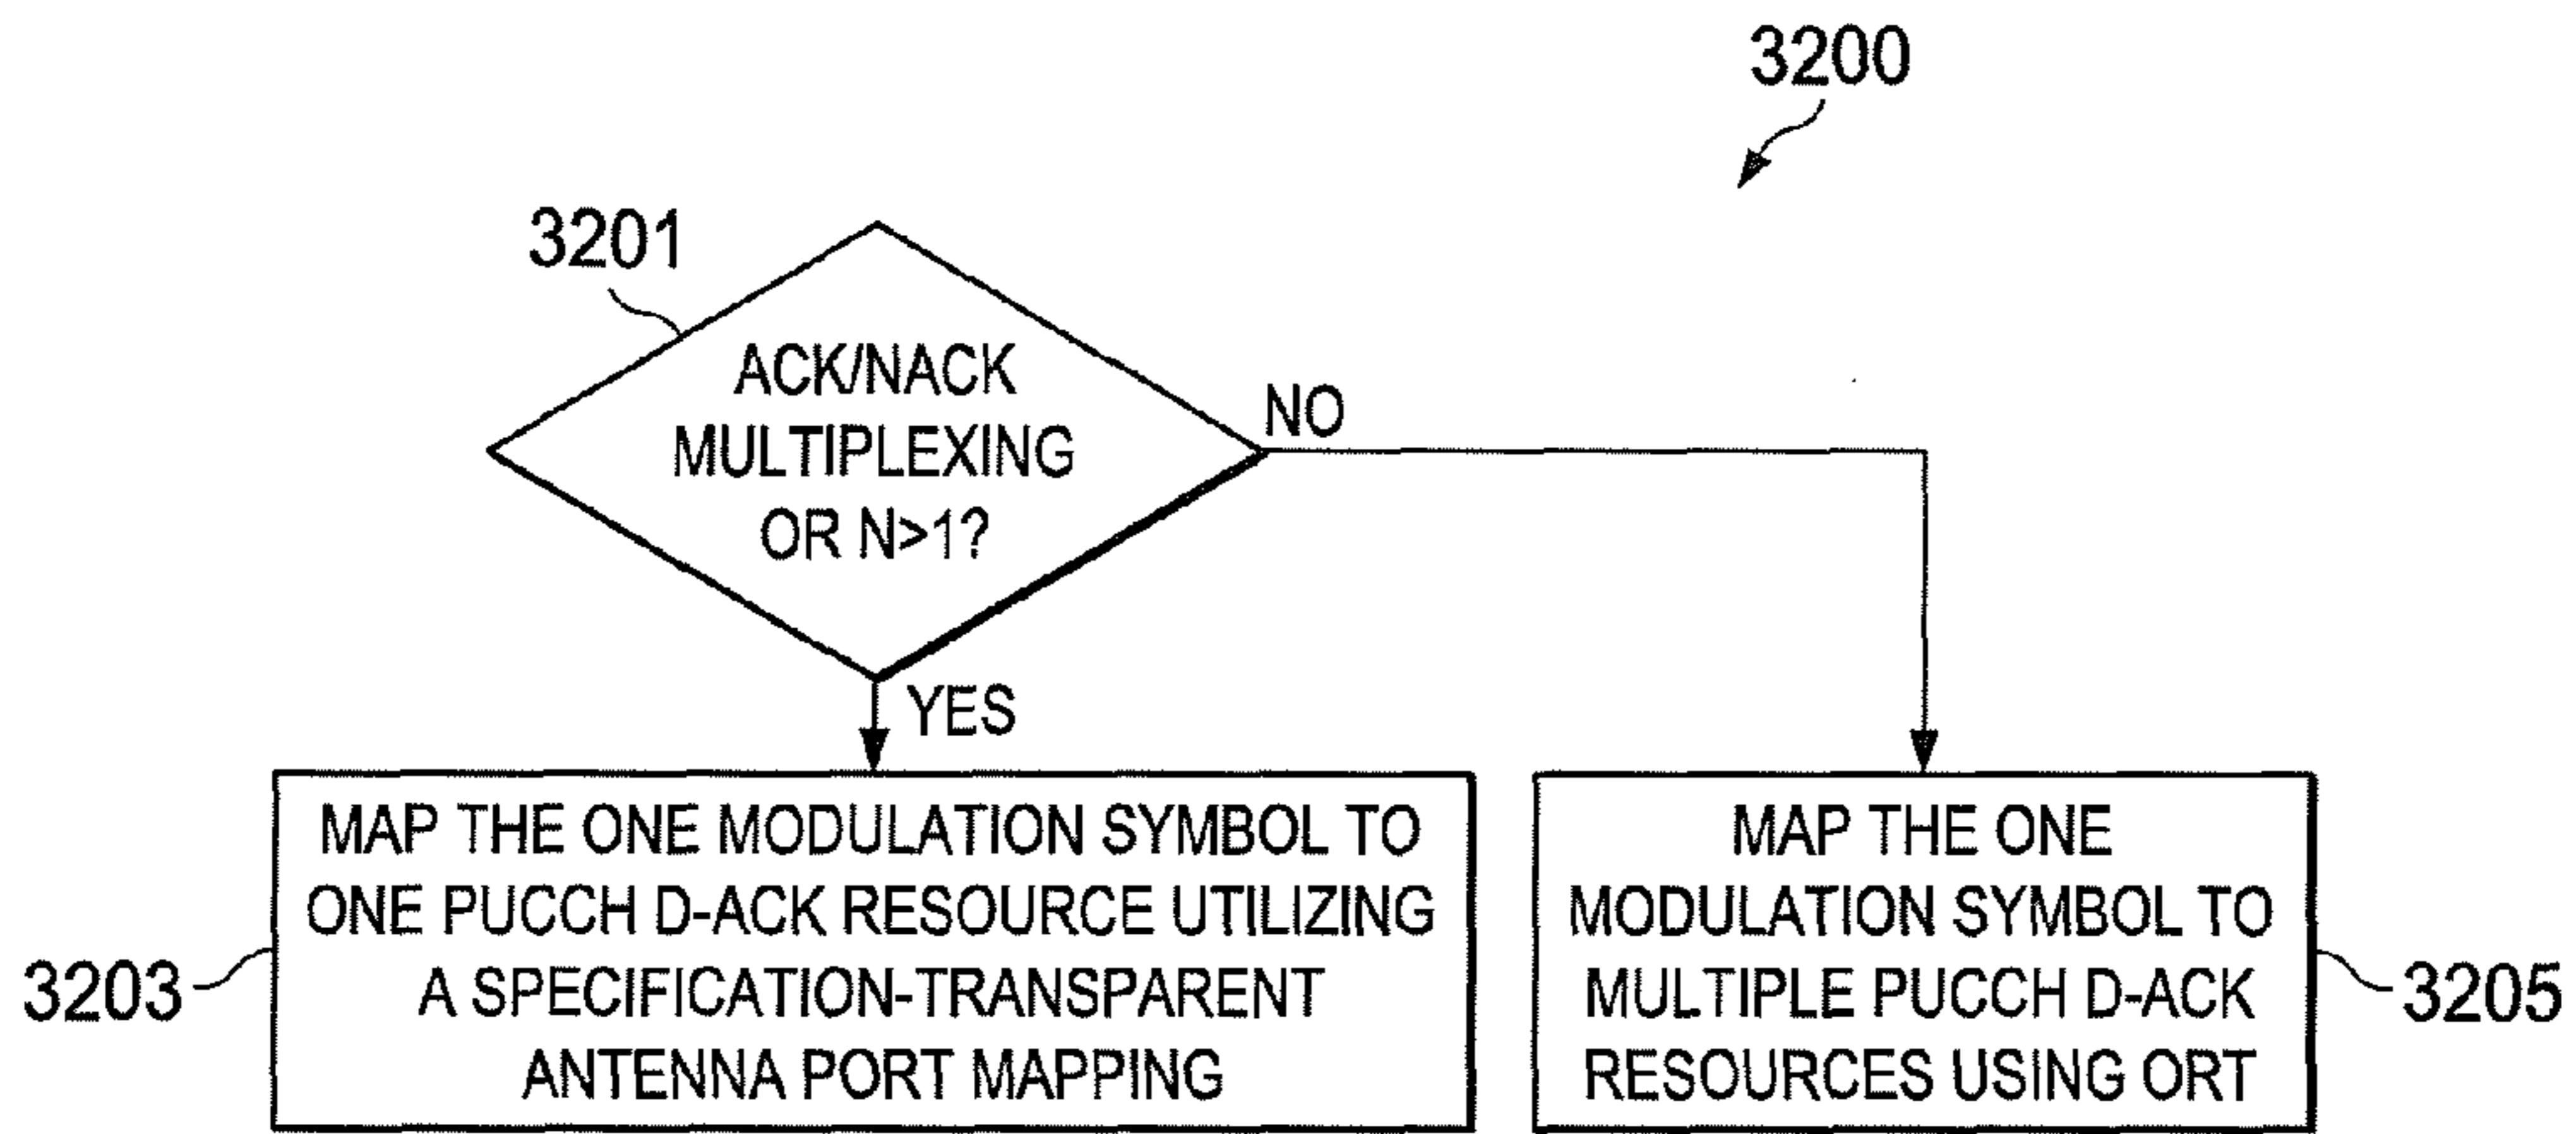 3200
3201
ACK/NACK
MULTIPLEXING
OR N>1?
NO
YES
MAP THE ONE MODULATION SYMBOL TO
ONE PUCCH D-ACK RESOURCE UTILIZING
A SPECIFICATION-TRANSPARENT
ANTENNA PORT MAPPING
3203
MAP THE ONE
MODULATION SYMBOL TO
MULTIPLE PUCCH D-ACK
RESOURCES USING ORT
3205